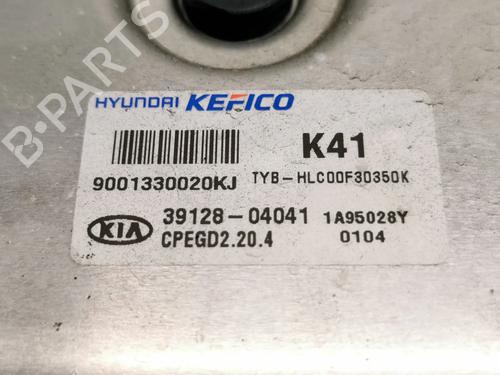 B-PARTS
HYUNDAI KEFICO
K41
9001330020KJ TYB-HLC00F30350K
KIA 39128-04041 1A95028Y
CPEGD2.20.4 0104